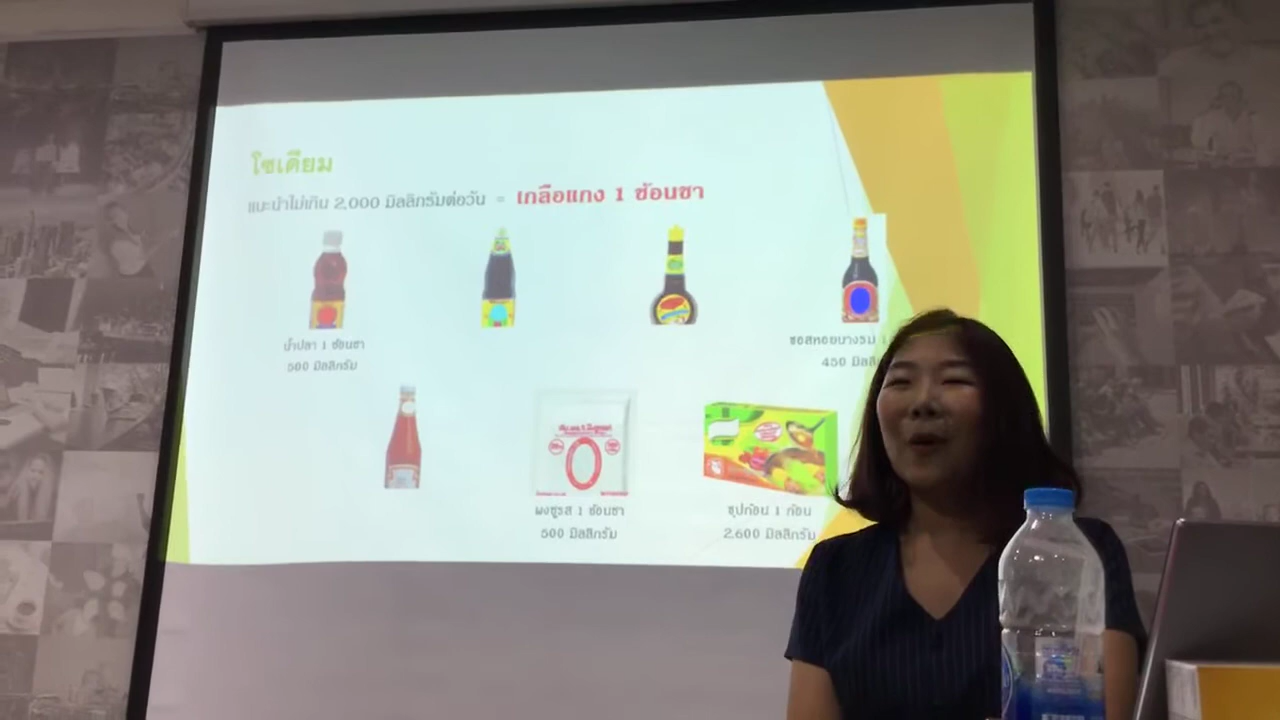 โซเดียม
แนะนำไม่เกิน 2,000 มิลลิกรัมต่อวัน = เกลือแกง 1 ช้อนชา
น้ำปลา 1 ช้อนชา
500 มิลลิกรัม
ซอสหอยนางรม 1
450 มิลลิ
ผงชูรส 1 ช้อนชา
500 มิลลิกรัม
ซุปก้อน 1 ก้อน
2,600 มิลลิกรัม